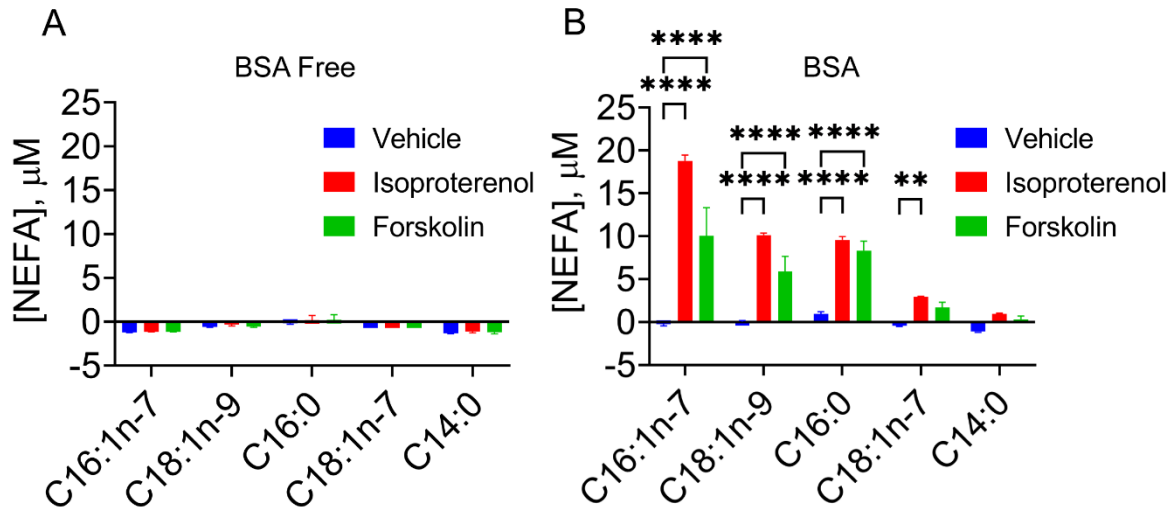 A
BSA Free
[NEFA], μM
25
20
15
10
5
0
-5
Vehicle
Isoproterenol
Forskolin
C16:1n-7
C18:1n-9
C16:0
C18:1n-7
C14:0
B
BSA
[NEFA], μM
25
20
15
10
5
0
-5
****
****
****
****
****
****
**
Vehicle
Isoproterenol
Forskolin
C16:1n-7
C18:1n-9
C16:0
C18:1n-7
C14:0